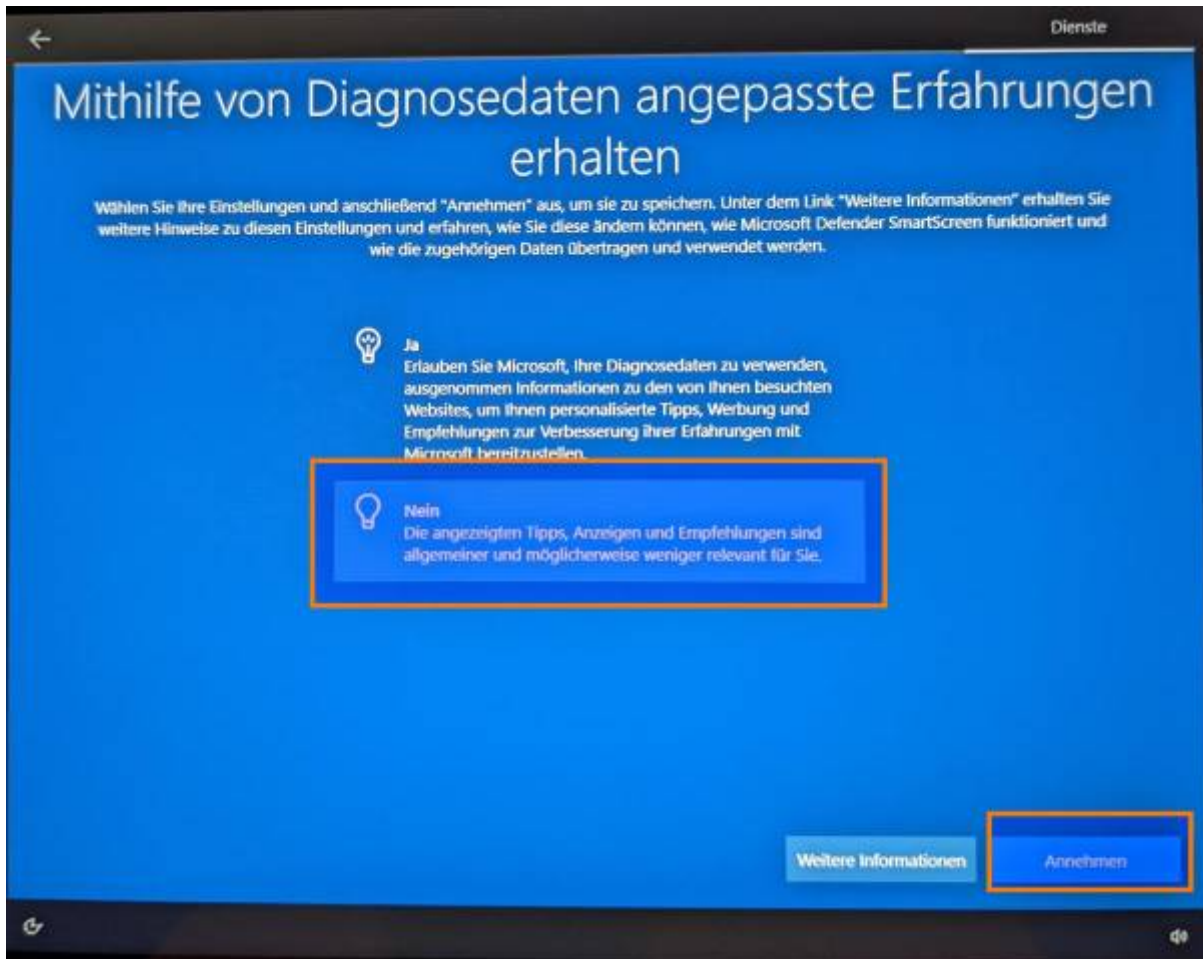 Dienste
Mithilfe von Diagnosedaten angepasste Erfahrungen
erhalten
Wählen Sie Ihre Einstellungen und anschließend "Annehmen" aus, um sie zu speichern. Unter dem Link "Weitere Informationen" erhalten Sie
weitere Hinweise zu diesen Einstellungen und erfahren, wie Sie diese ändern können, wie Microsoft Defender SmartScreen funktioniert und
wie die zugehörigen Daten übertragen und verwendet werden.
Ja
Erlauben Sie Microsoft, Ihre Diagnosedaten zu verwenden,
ausgenommen Informationen zu den von Ihnen besuchten
Websites, um Ihnen personalisierte Tipps, Werbung und
Empfehlungen zur Verbesserung ihrer Erfahrungen mit
Microsoft bereitzustellen.
Nein
Die angezeigten Tipps, Anzeigen und Empfehlungen sind
allgemeiner und möglicherweise weniger relevant für Sie.
Weitere Informationen
Annehmen